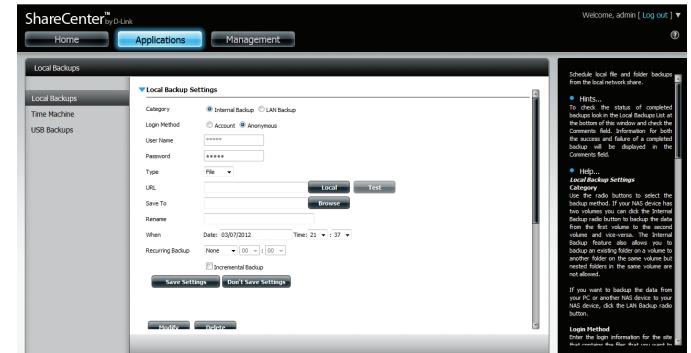 ShareCenter™ by D-Link
Welcome, admin [ Log out ] ▼
Home
Applications
Management
Local Backups
Local Backups
Time Machine
USB Backups
Local Backup Settings
Category
Internal Backup
LAN Backup
Login Method
Account
Anonymous
User Name
*****
Password
*****
Type
File
URL
Local
Test
Save To
Browse
Rename
When
Date: 03/07/2012
Time: 21 : 37
Recurring Backup
None
00 : 00
Incremental Backup
Save Settings
Don't Save Settings
Modify
Delete
Schedule local file and folder backups
from the local network share.
Hints...
To check the status of completed
backups look in the Local Backups List at
the bottom of this window and check the
Comments field. Information for both
the success and failure of a completed
backup will be displayed in the
Comments field.
Help...
Local Backup Settings
Category
Use the radio buttons to select the
backup method. If your NAS device has
two volumes you can click the Internal
Backup radio button to backup the data
from the first volume to the second
volume and vice-versa. The Internal
Backup feature also allows you to
backup an existing folder on a volume to
another folder on the same volume but
nested folders in the same volume are
not allowed.
If you want to backup the data from
your PC or another NAS device to your
NAS device, click the LAN Backup radio
button.
Login Method
Enter the login information for the site
that contains the files that you want to